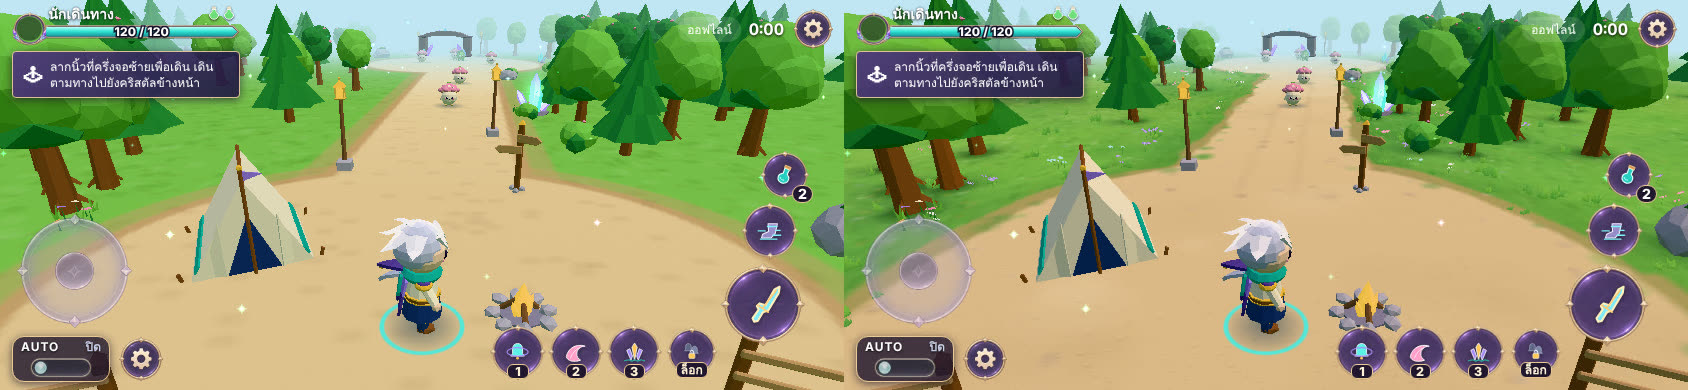 นักเดินทาง
120 / 120
ออฟไลน์ 0:00
ลากนิ้วที่ครึ่งจอซ้ายเพื่อเดิน เดิน
ตามทางไปยังคริสตัลข้างหน้า
2
AUTO ปิด
1 2 3 ล็อก
นักเดินทาง
120 / 120
ออฟไลน์ 0:00
ลากนิ้วที่ครึ่งจอซ้ายเพื่อเดิน เดิน
ตามทางไปยังคริสตัลข้างหน้า
2
AUTO ปิด
1 2 3 ล็อก